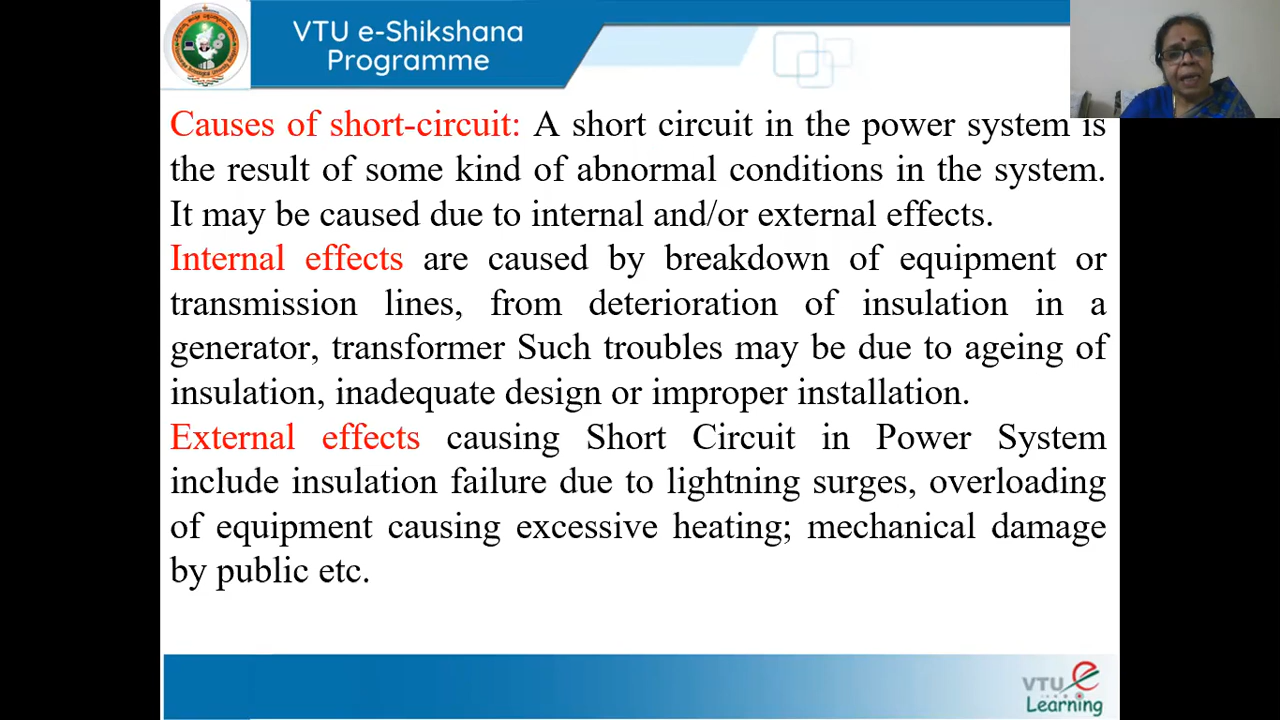 VTU e-Shikshana
Programme
Causes of short-circuit: A short circuit in the power system is
the result of some kind of abnormal conditions in the system.
It may be caused due to internal and/or external effects.
Internal effects are caused by breakdown of equipment or
transmission lines, from deterioration of insulation in a
generator, transformer Such troubles may be due to ageing of
insulation, inadequate design or improper installation.
External effects causing Short Circuit in Power System
include insulation failure due to lightning surges, overloading
of equipment causing excessive heating; mechanical damage
by public etc.
VTU e
Learning